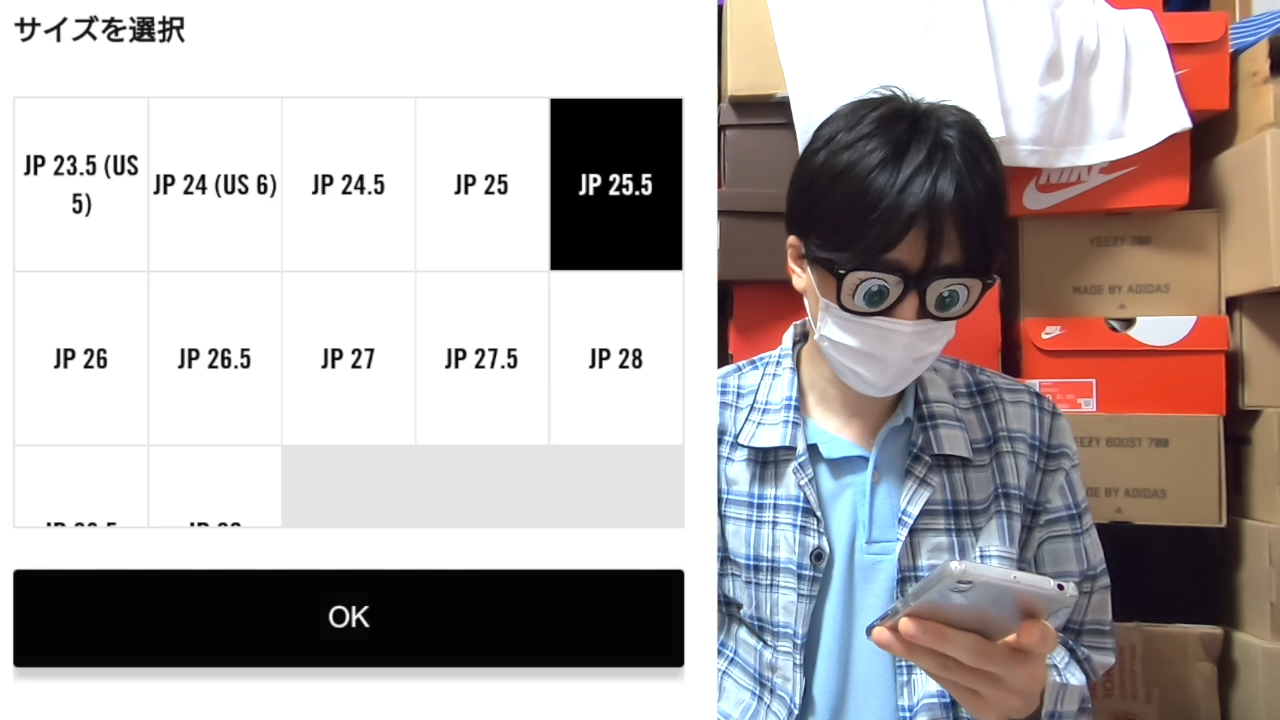 サイズを選択
JP 23.5 (US
5)
JP 24 (US 6)
JP 24.5
JP 25
JP 25.5
JP 26
JP 26.5
JP 27
JP 27.5
JP 28
OK
NIKE
YEEZY 700
MADE BY ADIDAS
YEEZY BOOST 700
MADE BY ADIDAS